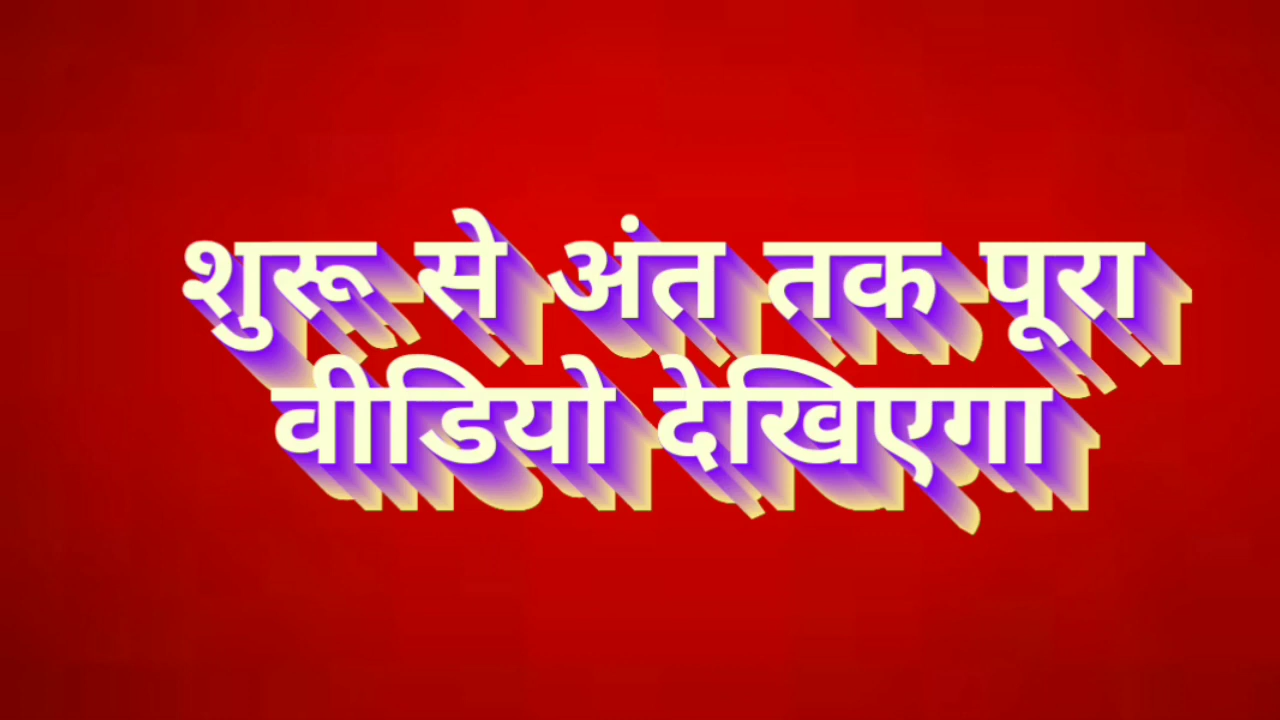 शुरू से अंत तक पूरा
वीडियो देखिएगा